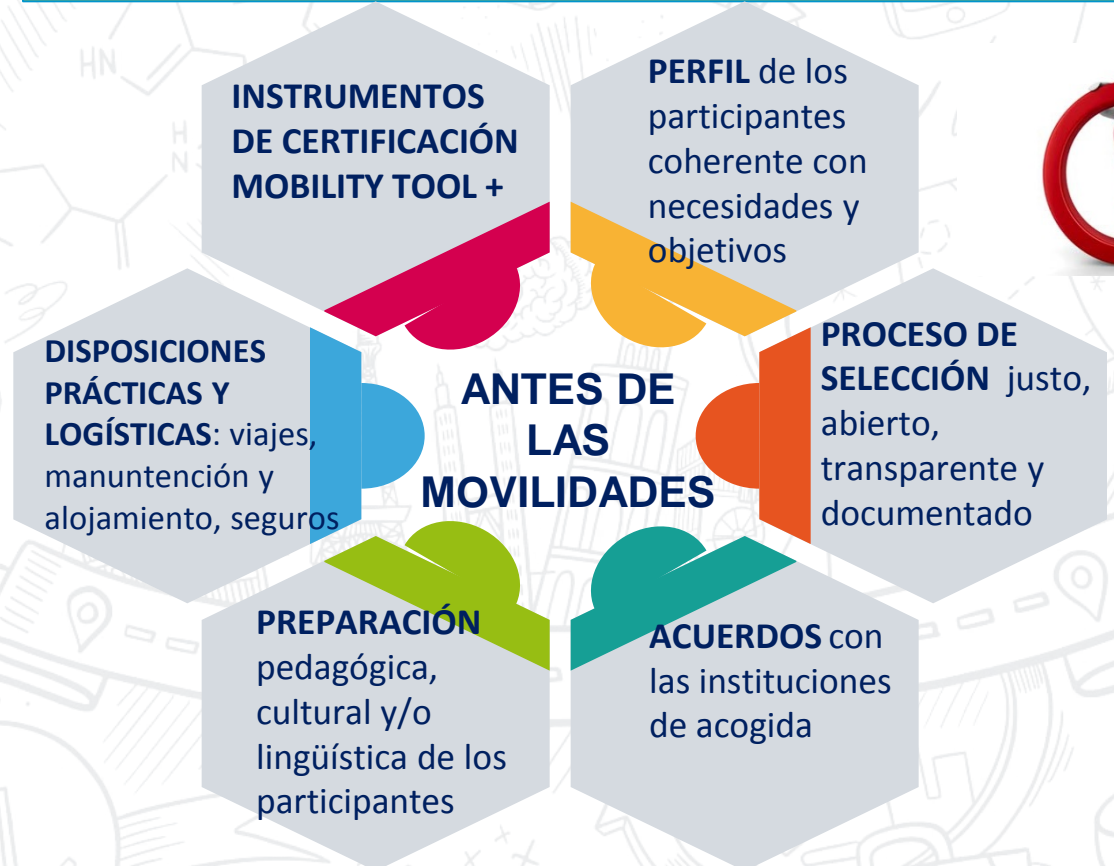 INSTRUMENTOS
DE CERTIFICACIÓN
MOBILITY TOOL +
PERFIL de los
participantes
coherente con
necesidades y
objetivos
DISPOSICIONES
PRÁCTICAS Y
LOGÍSTICAS: viajes,
manuntención y
alojamiento, seguros
ANTES DE
LAS
MOVILIDADES
PROCESO DE
SELECCIÓN justo,
abierto,
transparente y
documentado
PREPARACIÓN
pedagógica,
cultural y/o
lingüística de los
participantes
ACUERDOS con
las instituciones
de acogida
HN
H
N